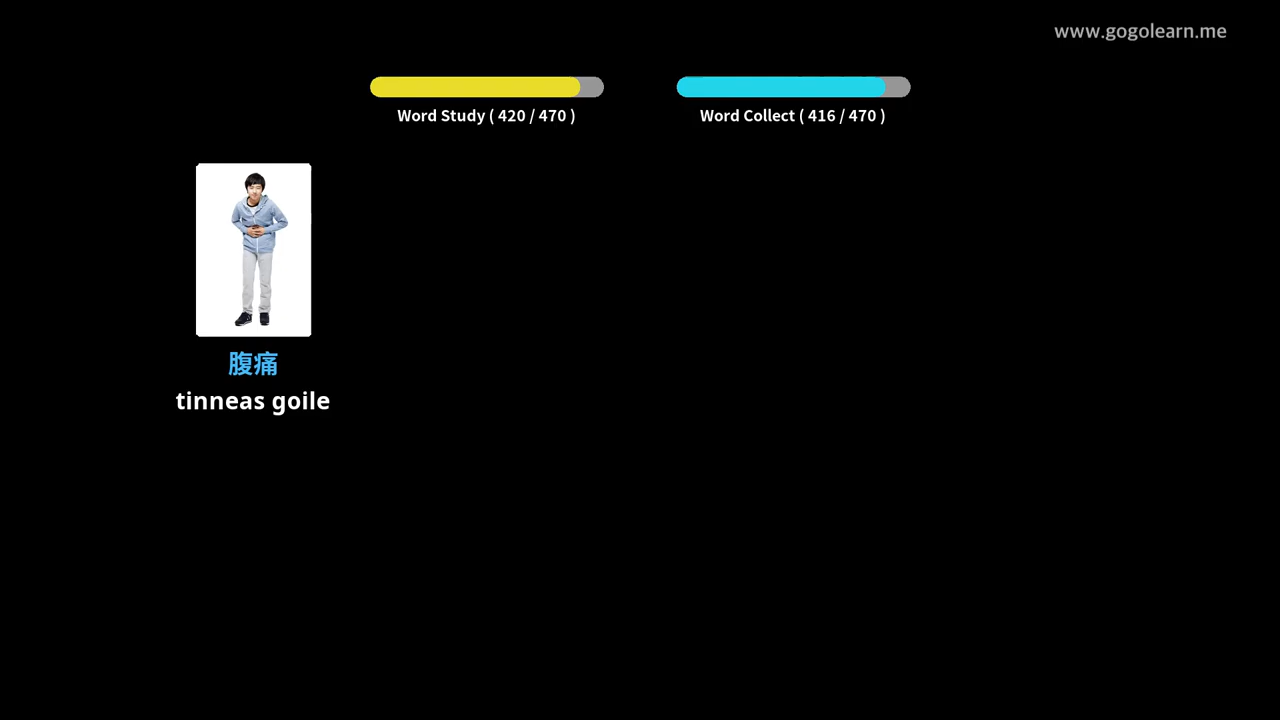 www.gogolearn.me
Word Study ( 420 / 470 )
Word Collect ( 416 / 470 )
腹痛
tinneas goile